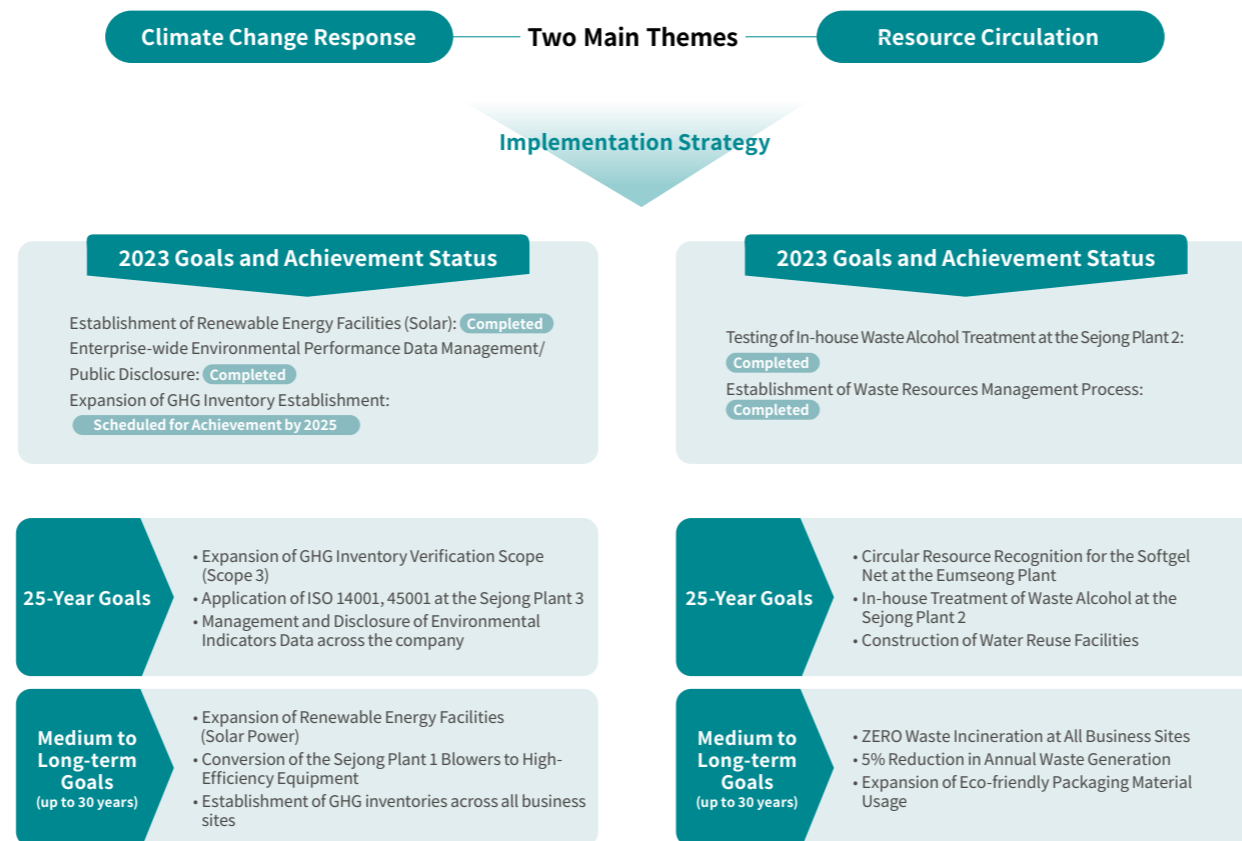 Climate Change Response
Two Main Themes
Resource Circulation
Implementation Strategy
2023 Goals and Achievement Status
Establishment of Renewable Energy Facilities (Solar): Completed
Enterprise-wide Environmental Performance Data Management/
Public Disclosure: Completed
Expansion of GHG Inventory Establishment:
Scheduled for Achievement by 2025
2023 Goals and Achievement Status
Testing of In-house Waste Alcohol Treatment at the Sejong Plant 2:
Completed
Establishment of Waste Resources Management Process:
Completed
25-Year Goals
• Expansion of GHG Inventory Verification Scope
(Scope 3)
• Application of ISO 14001, 45001 at the Sejong Plant 3
• Management and Disclosure of Environmental
Indicators Data across the company
25-Year Goals
• Circular Resource Recognition for the Softgel
Net at the Eumseong Plant
• In-house Treatment of Waste Alcohol at the
Sejong Plant 2
• Construction of Water Reuse Facilities
Medium to
Long-term
Goals
(up to 30 years)
• Expansion of Renewable Energy Facilities
(Solar Power)
• Conversion of the Sejong Plant 1 Blowers to High-
Efficiency Equipment
• Establishment of GHG inventories across all business
sites
Medium to
Long-term
Goals
(up to 30 years)
• ZERO Waste Incineration at All Business Sites
• 5% Reduction in Annual Waste Generation
• Expansion of Eco-friendly Packaging Material
Usage